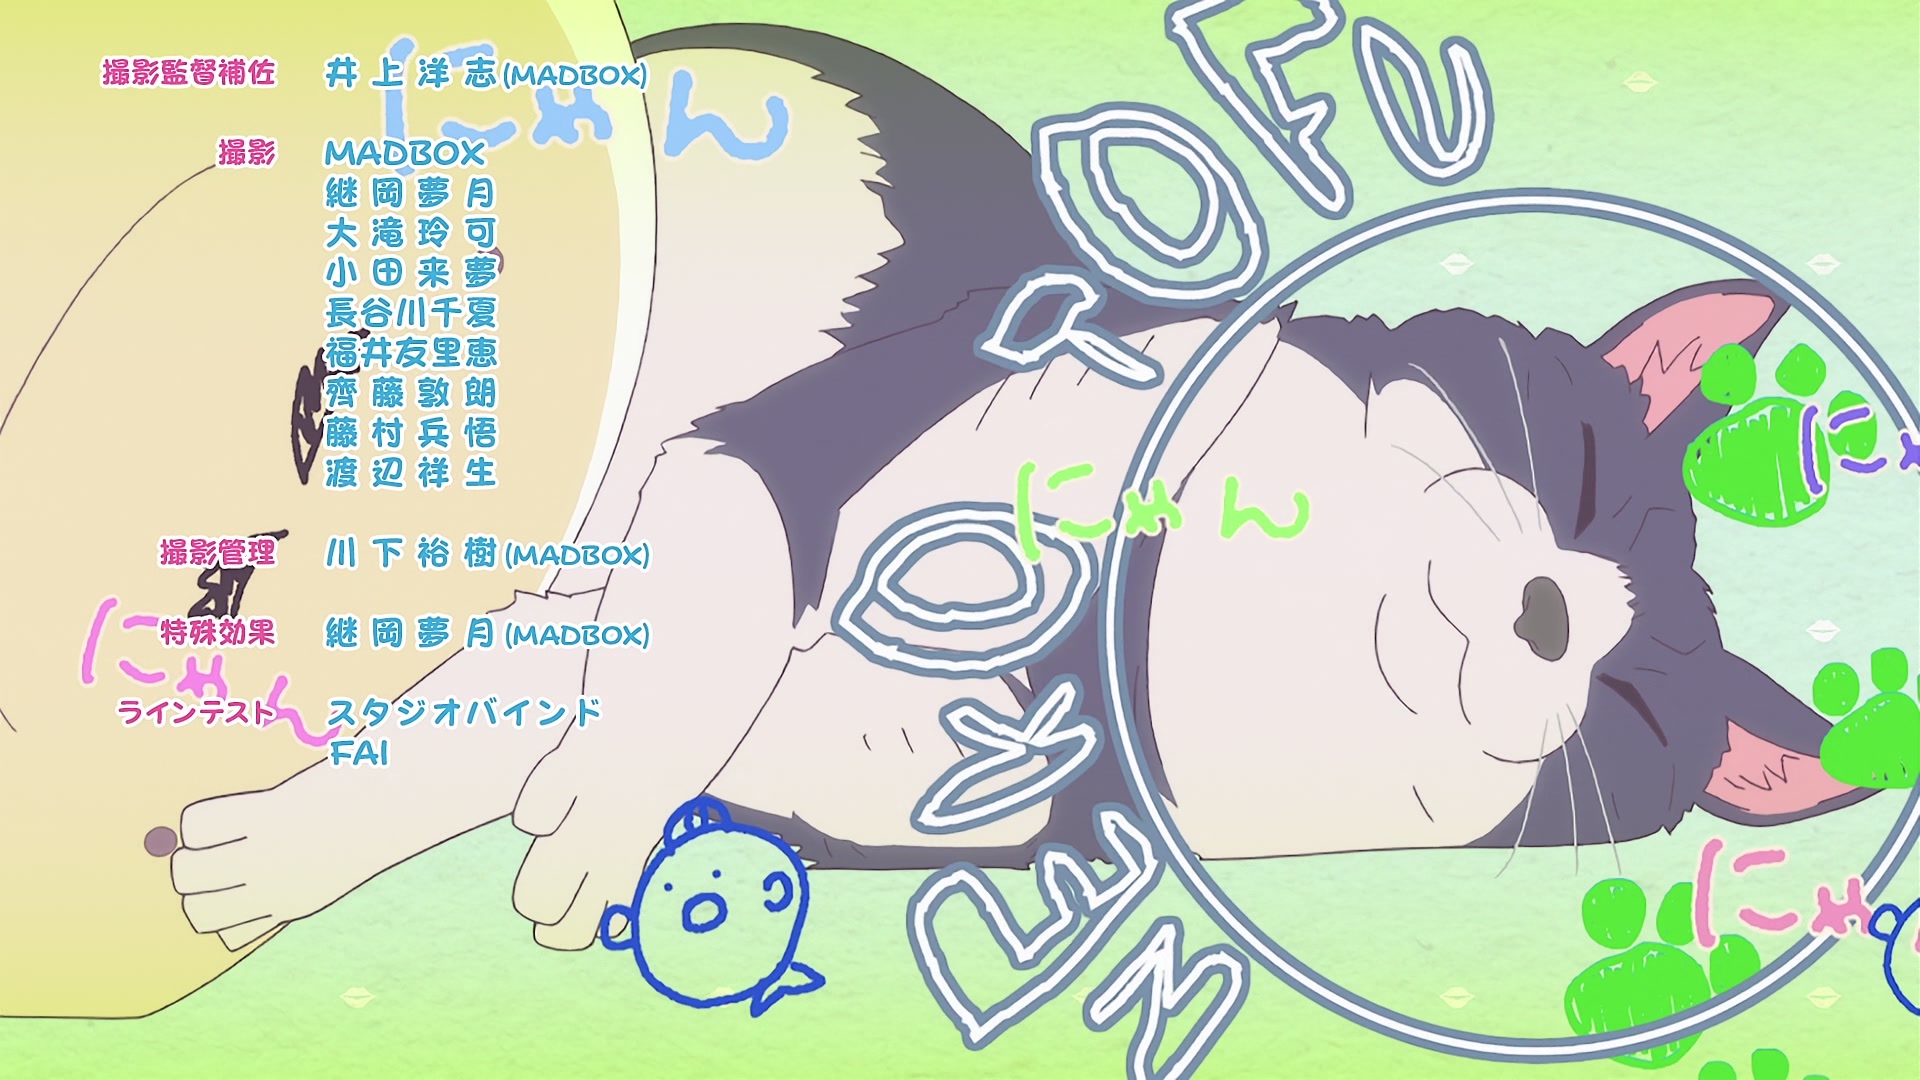 撮影監督補佐 井上洋志(MADBOX)
撮影 MADBOX
継岡夢月
大滝玲可
小田来夢
長谷川千夏
福井友里恵
齊藤敦朗
藤村兵悟
渡辺祥生
撮影管理 川下裕樹(MADBOX)
特殊効果 継岡夢月(MADBOX)
ラインテスト スタジオバインド
FAI
にゃん
にゃん
にゃん
にゃ
にゃ